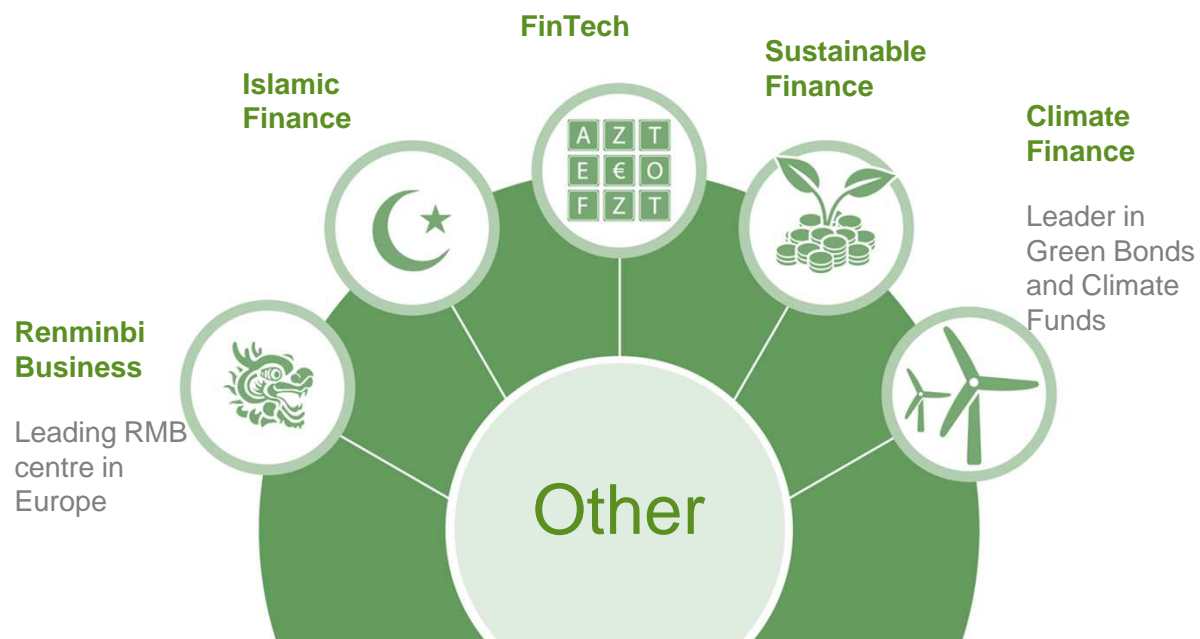 FinTech
Sustainable
Finance
Islamic
Finance
Climate
Finance
Leader in
Green Bonds
and Climate
Funds
Renminbi
Business
Leading RMB
centre in
Europe
A Z T
E € O
F Z T
Other